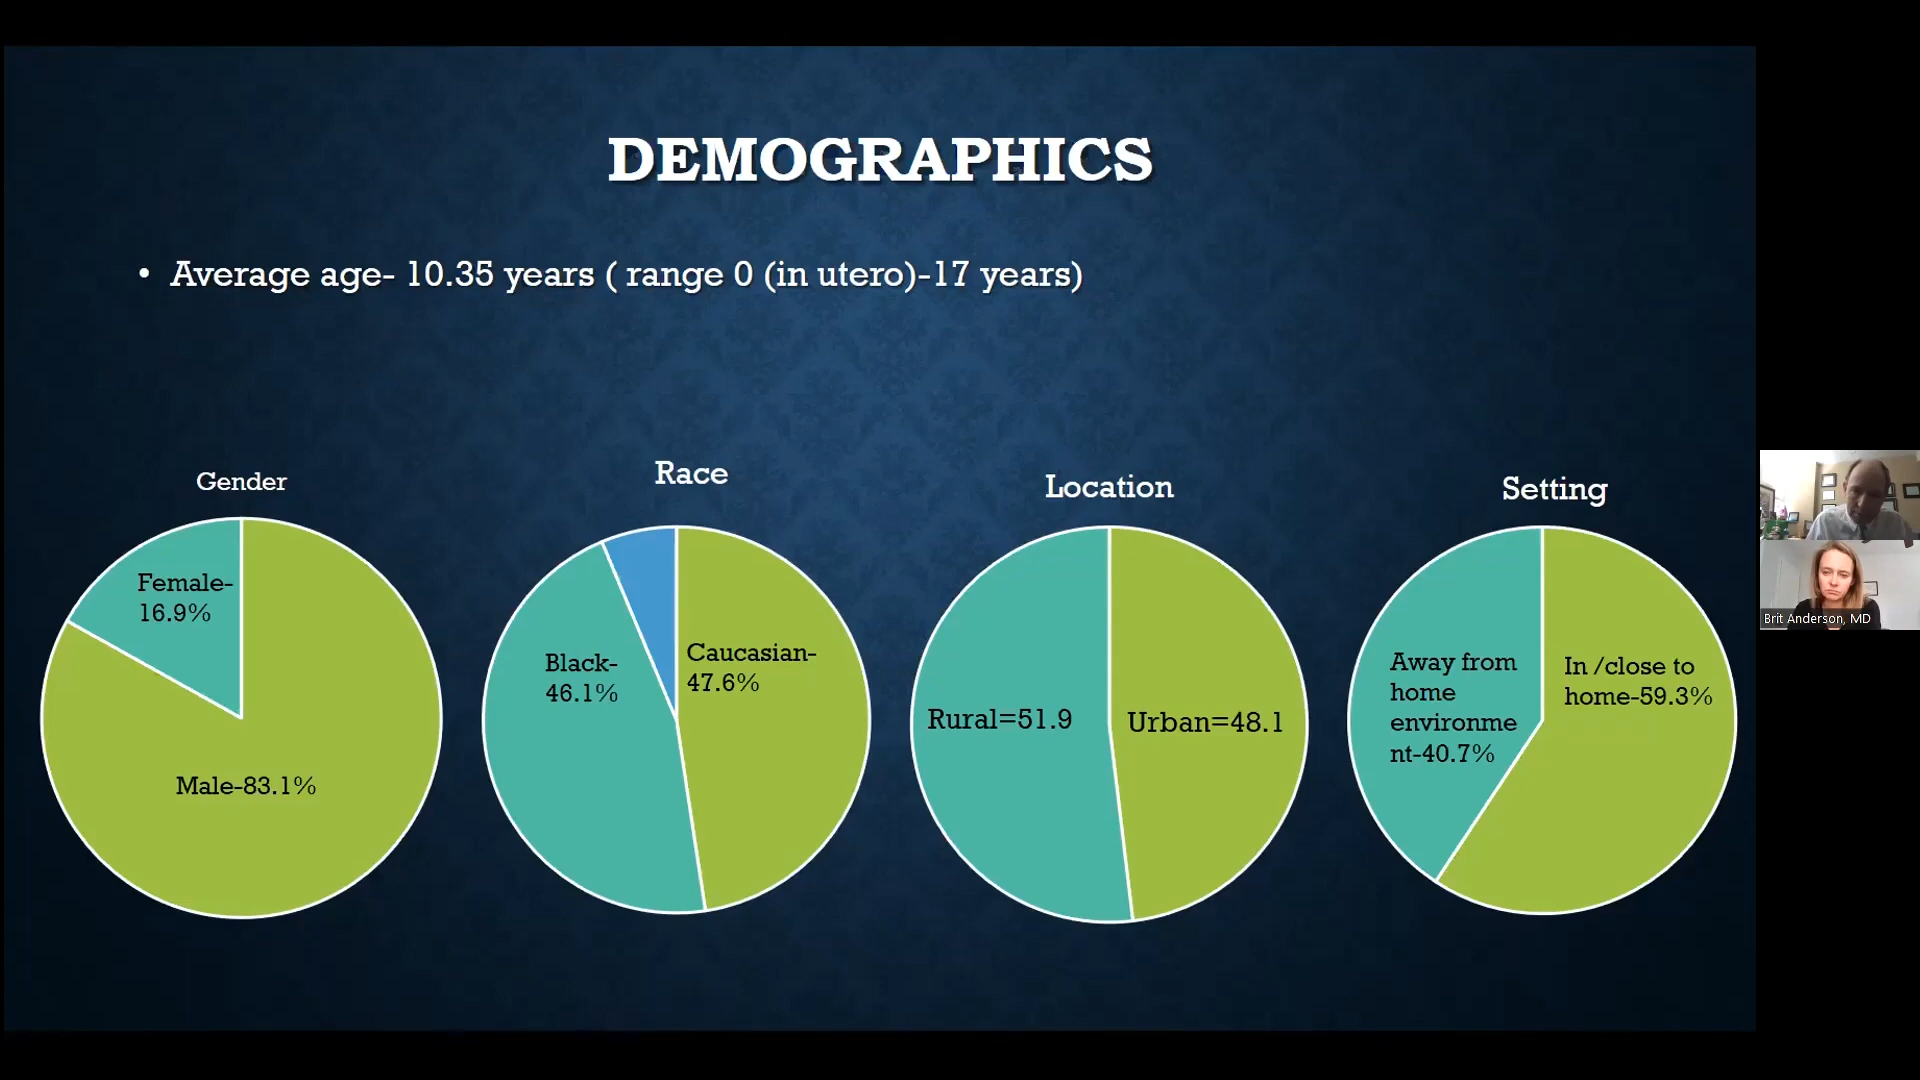 DEMOGRAPHICS
• Average age- 10.35 years ( range 0 (in utero)-17 years)
Gender
Female-
16.9%
Male-83.1%
Race
Black-
46.1%
Caucasian-
47.6%
Location
Rural=51.9
Urban=48.1
Setting
Away from
home
environme
nt-40.7%
In /close to
home-59.3%
Brit Anderson, MD